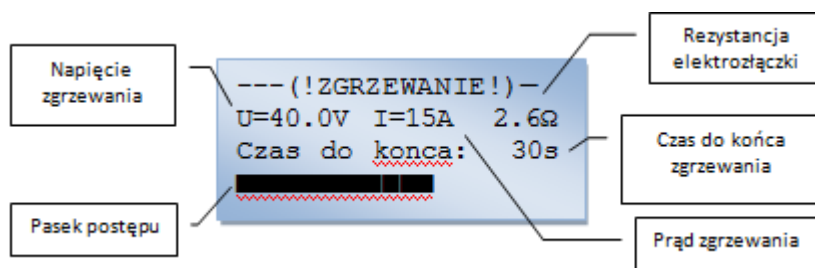 Napięcie
zgrzewania
Rezystancja
elektrozłączki
---(!ZGRZEWANIE!)—
U=40.0V I=15A 2.6Ω
Czas do konca: 30s
Czas do końca
zgrzewania
Pasek postępu
Prąd zgrzewania